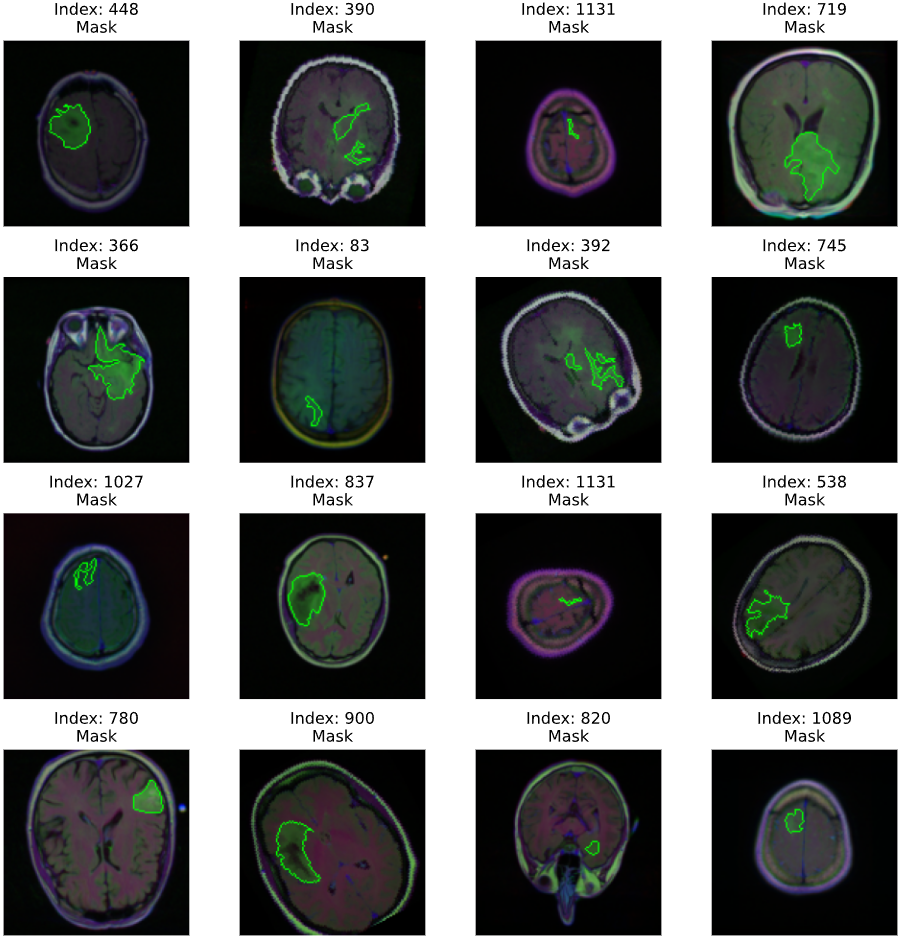 Index: 448
Mask
Index: 390
Mask
Index: 1131
Mask
Index: 719
Mask
Index: 366
Mask
Index: 83
Mask
Index: 392
Mask
Index: 745
Mask
Index: 1027
Mask
Index: 837
Mask
Index: 1131
Mask
Index: 538
Mask
Index: 780
Mask
Index: 900
Mask
Index: 820
Mask
Index: 1089
Mask